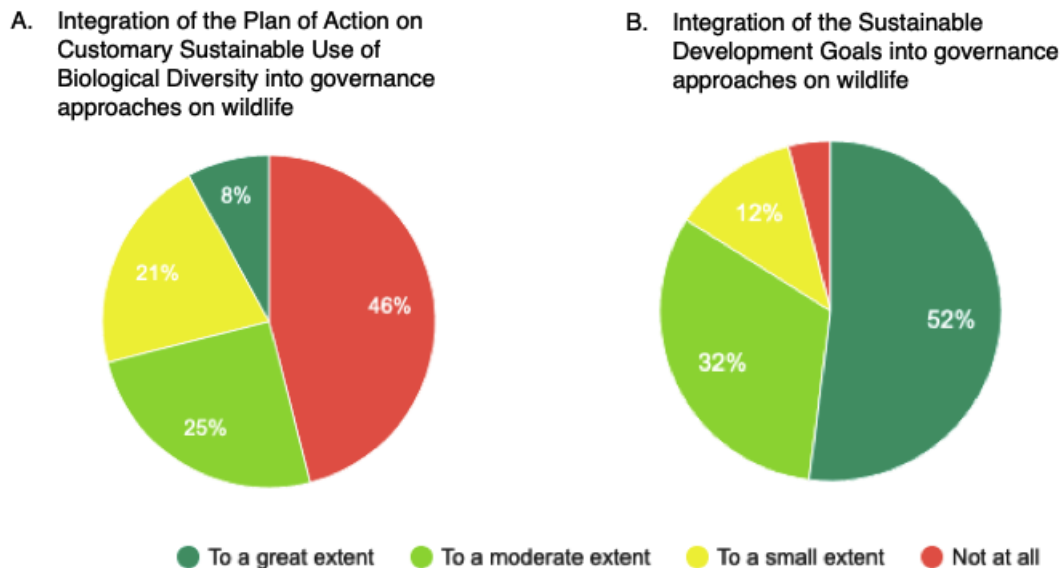 A. Integration of the Plan of Action on
Customary Sustainable Use of
Biological Diversity into governance
approaches on wildlife
8%
21%
46%
25%
B. Integration of the Sustainable
Development Goals into governance
approaches on wildlife
12%
52%
32%
To a great extent
To a moderate extent
To a small extent
Not at all